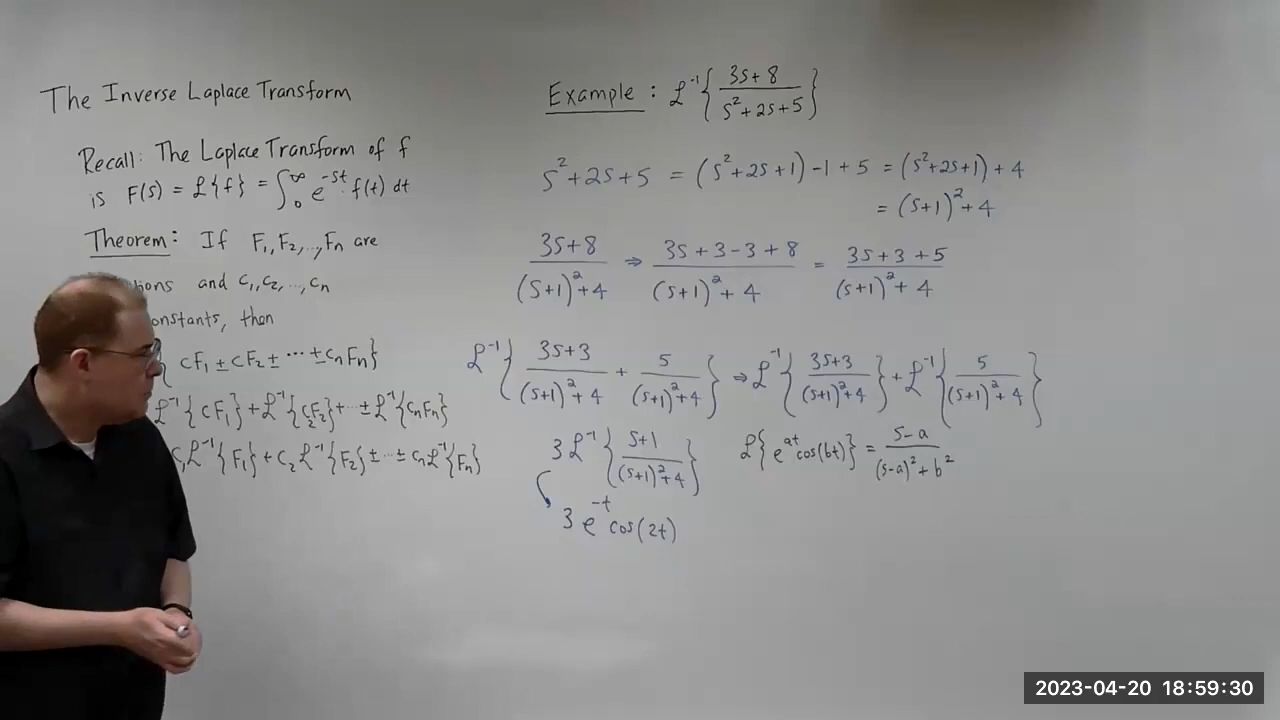 The Inverse Laplace Transform
Recall: The Laplace Transform of f
is F(s) = ℒ{f} = ∫₀^∞ e^(-st) · f(t) dt
Theorem: If F₁, F₂, ..., Fn are
and c₁, c₂, ..., cn
then
cF₁ ± cF₂ ± ··· ± cnFn}
ℒ⁻¹{cF₁} + ℒ⁻¹{c₂F₂} + ··· ± ℒ⁻¹{cnFn}
c₁ℒ⁻¹{F₁} + c₂ℒ⁻¹{F₂} ± ·· ± cnℒ⁻¹{Fn}
Example: ℒ⁻¹{(3s+8)/(s²+2s+5)}
s²+2s+5 = (s²+2s+1) -1 + 5 = (s²+2s+1) + 4
= (s+1)² + 4
(3s+8)/((s+1)²+4) ⇒ (3s+3-3+8)/((s+1)²+4) = (3s+3+5)/((s+1)²+4)
ℒ⁻¹{(3s+3)/((s+1)²+4) + 5/((s+1)²+4)} ⇒ ℒ⁻¹{(3s+3)/((s+1)²+4)} + ℒ⁻¹{5/((s+1)²+4)}
3ℒ⁻¹{(s+1)/((s+1)²+4)} ℒ{e^(at) cos(bt)} = (s-a)/((s-a)²+b²)
3e^(-t) cos(2t)
2023-04-20 18:59:30